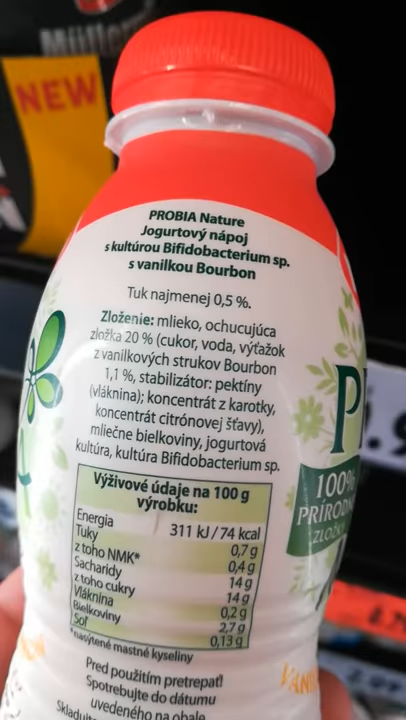 Müller
NEW
PROBIA Nature
Jogurtový nápoj
s kultúrou Bifidobacterium sp.
s vanilkou Bourbon
Tuk najmenej 0,5 %.
Zloženie: mlieko, ochucujúca
zložka 20 % (cukor, voda, výťažok
z vanilkových strukov Bourbon
1,1 %, stabilizátor: pektíny
(vláknina); koncentrát z karotky,
koncentrát citrónovej šťavy),
mliečne bielkoviny, jogurtová
kultúra, kultúra Bifidobacterium sp.
Výživové údaje na 100 g
výrobku:
Energia 311 kJ / 74 kcal
Tuky 0,7 g
z toho NMK* 0,4 g
Sacharidy 14 g
z toho cukry 14 g
Vláknina 0,2 g
Bielkoviny 2,7 g
Soľ 0,13 g
*nasýtené mastné kyseliny
Pred použitím pretrepať!
Spotrebujte do dátumu
uvedeného na obale.
100%